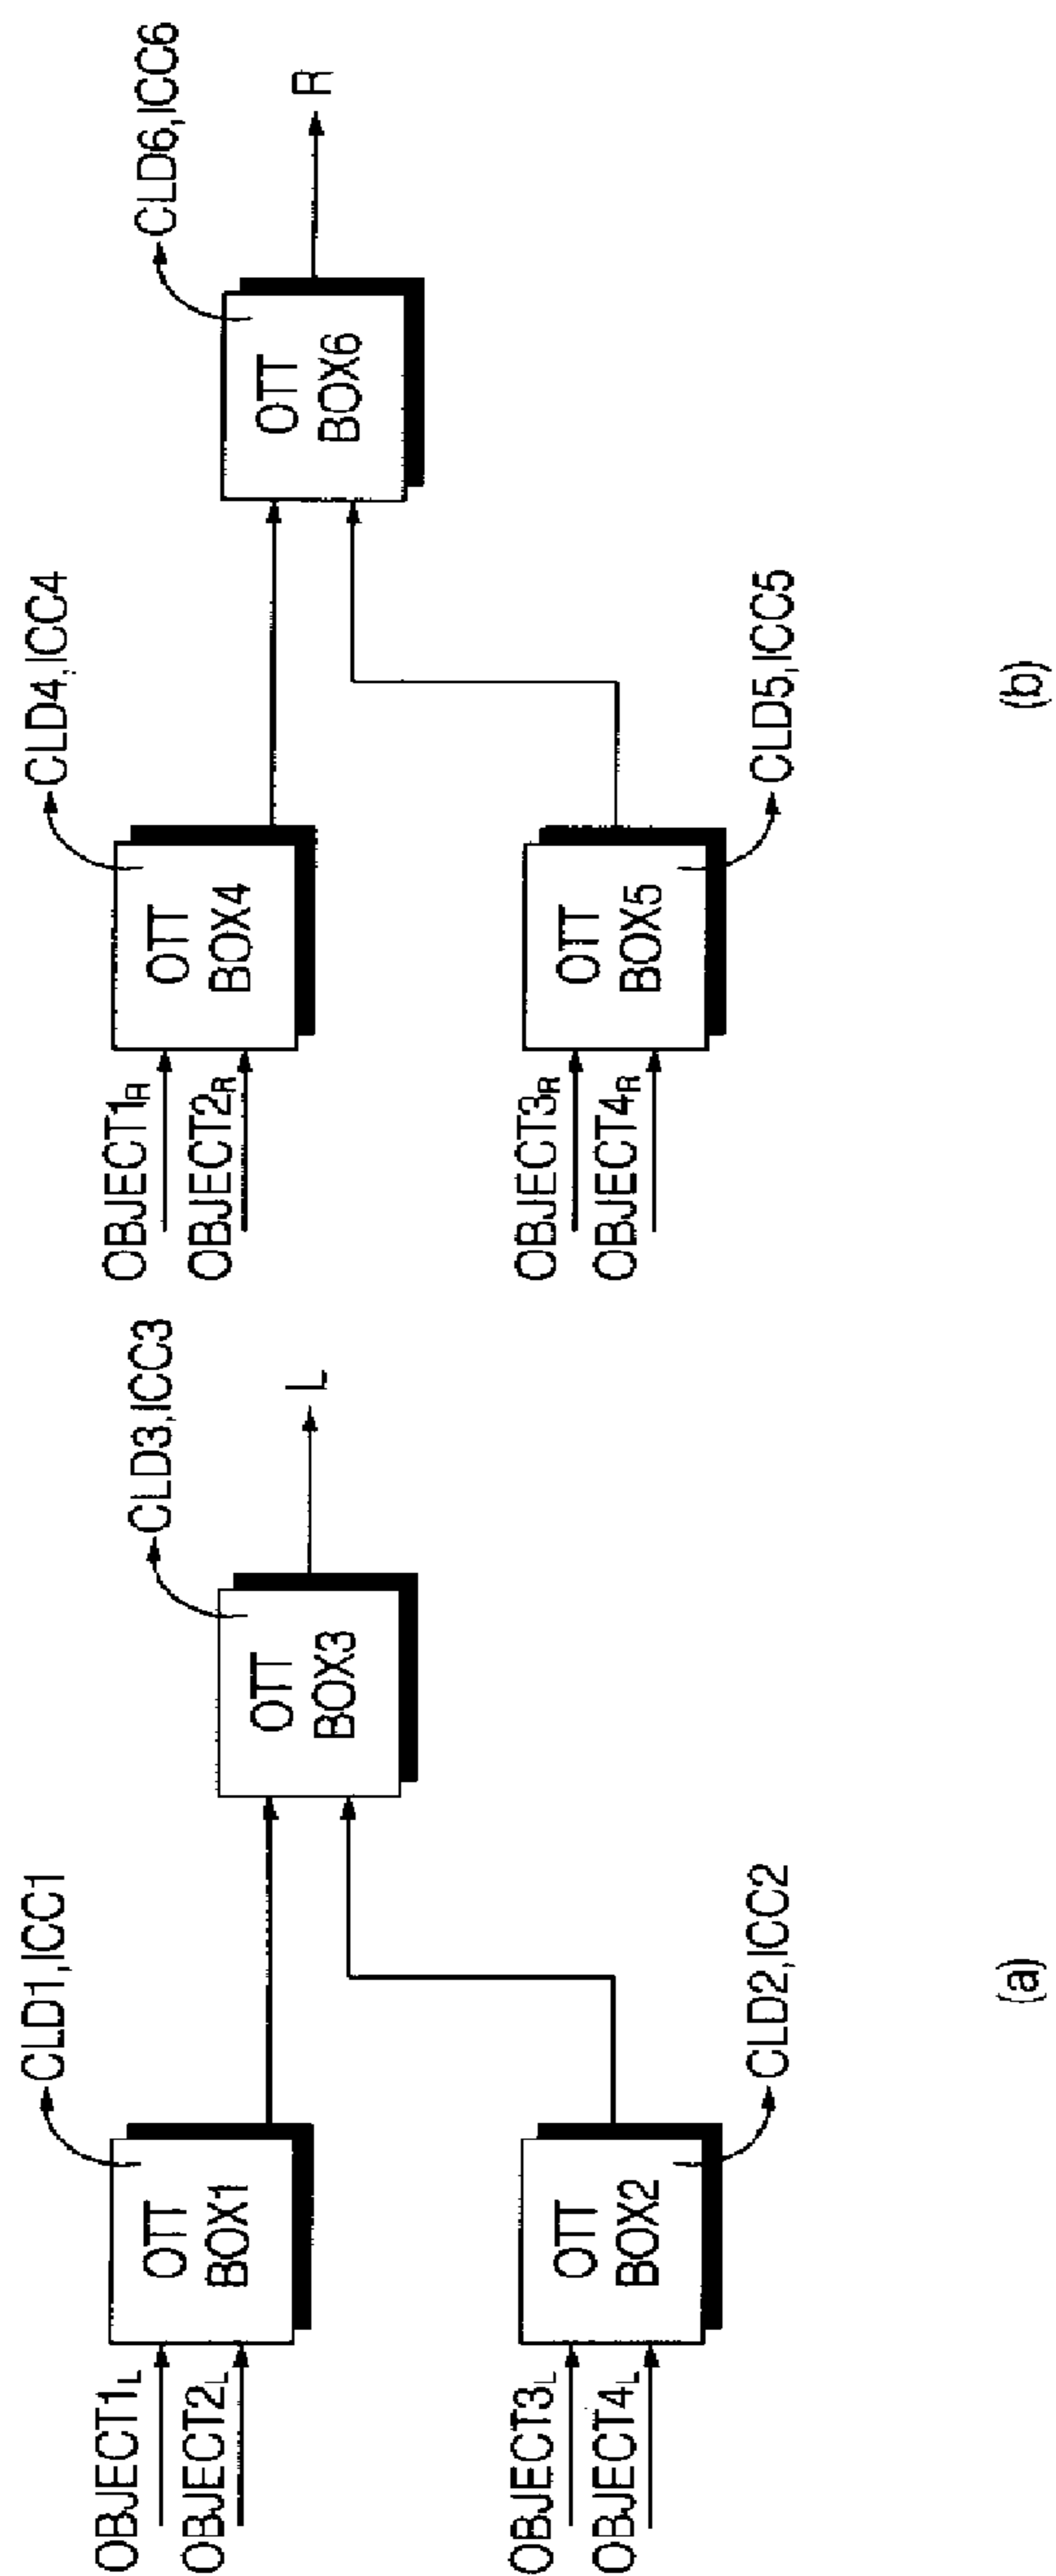 CLD1,ICC1
OBJECT1L
OBJECT2L
OTT
BOX1
CLD3,ICC3
OTT
BOX3
L
OBJECT3L
OBJECT4L
OTT
BOX2
CLD2,ICC2
(a)
CLD4,ICC4
OBJECT1R
OBJECT2R
OTT
BOX4
CLD6,ICC6
OTT
BOX6
R
OBJECT3R
OBJECT4R
OTT
BOX5
CLD5,ICC5
(b)